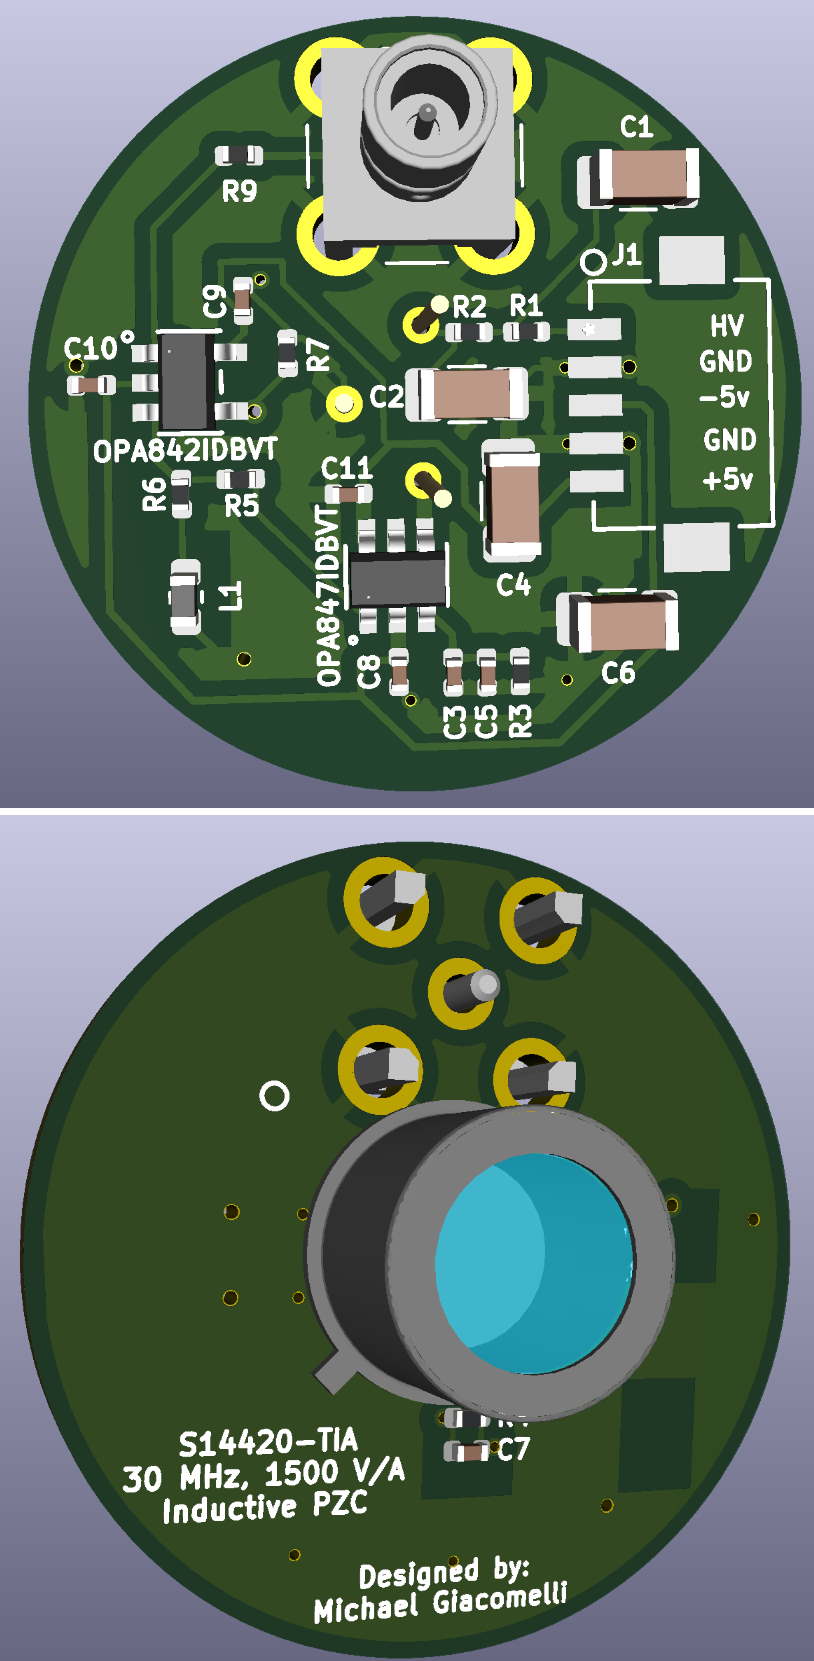 C1
R9
J1
C9
R2 R1
HV
C10
R7
GND
C2
-5v
GND
OPA842IDBVT
+5v
R6
R5
C11
OPA847IDBVT
C4
L1
C8
C6
C3
C5
R3
C7
S14420-TIA
30 MHz, 1500 V/A
Inductive PZC
Designed by:
Michael Giacomelli